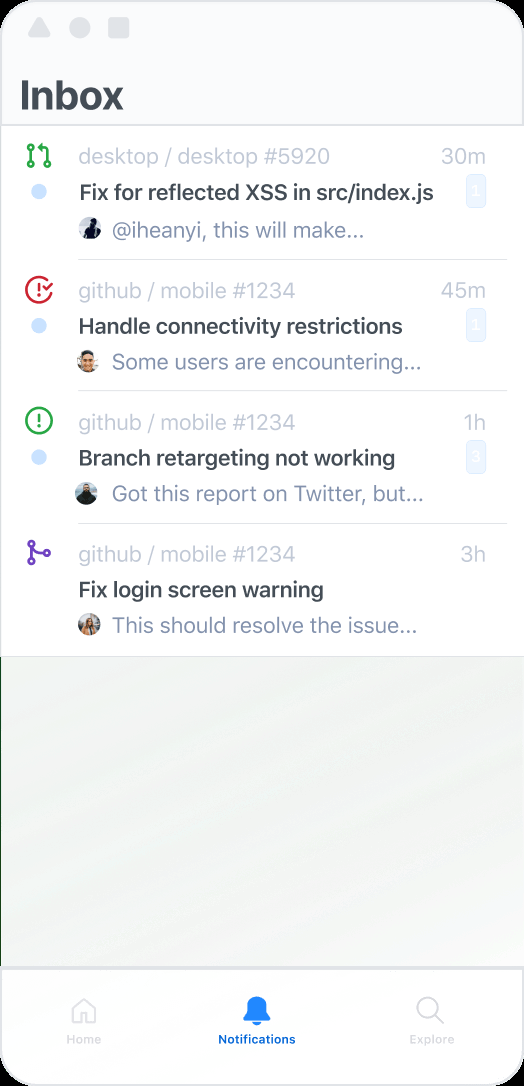 Inbox
desktop / desktop #5920 30m
Fix for reflected XSS in src/index.js 1
@iheanyi, this will make...
github / mobile #1234 45m
Handle connectivity restrictions 1
Some users are encountering...
github / mobile #1234 1h
Branch retargeting not working 3
Got this report on Twitter, but...
github / mobile #1234 3h
Fix login screen warning
This should resolve the issue...
Home Notifications Explore